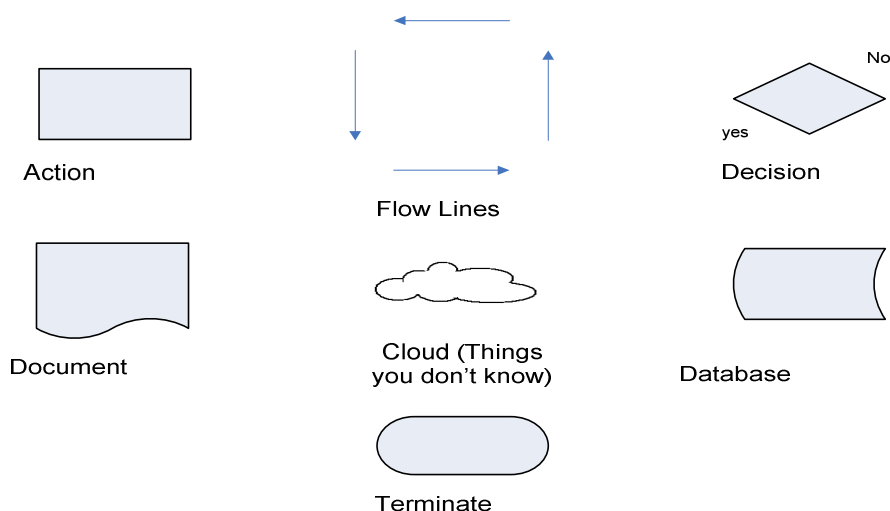 No
yes
Action
Decision
Flow Lines
Document
Cloud (Things
you don't know)
Database
Terminate